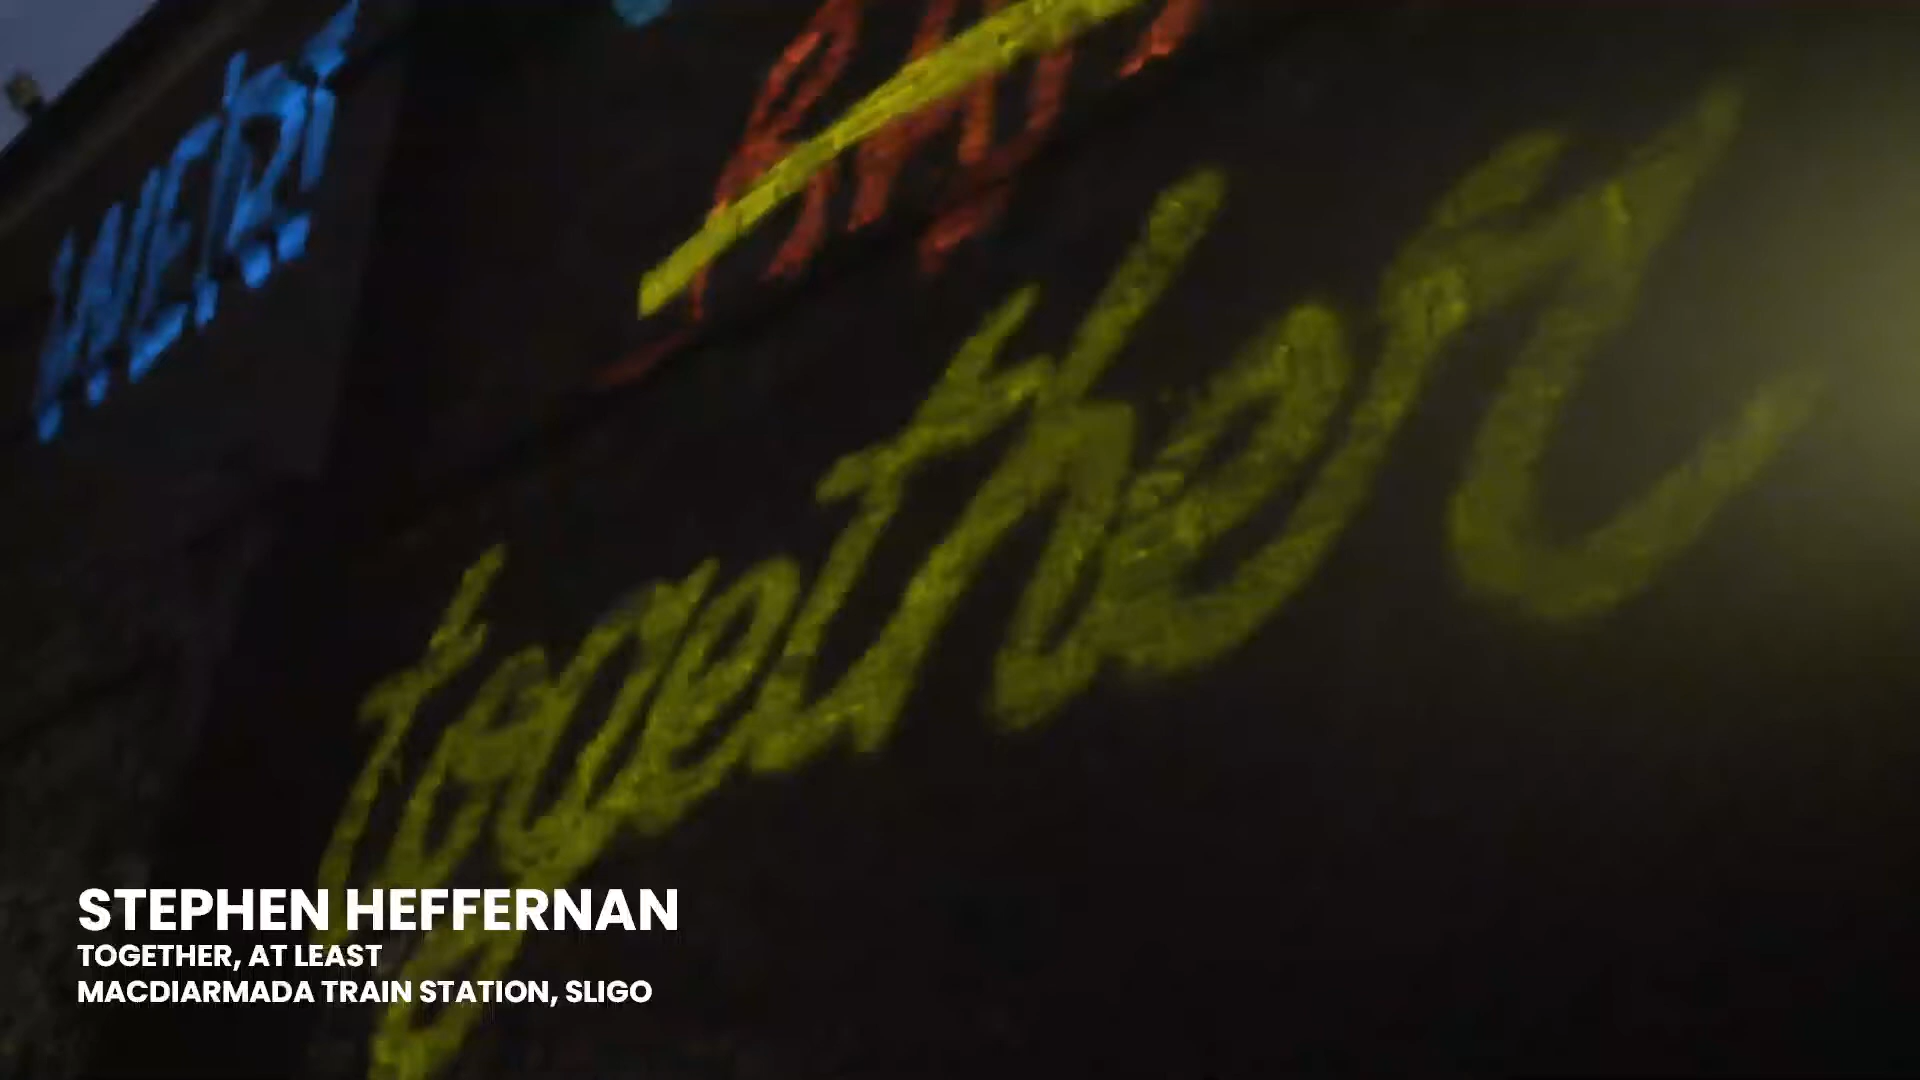 together
STEPHEN HEFFERNAN
TOGETHER, AT LEAST
MACDIARMADA TRAIN STATION, SLIGO